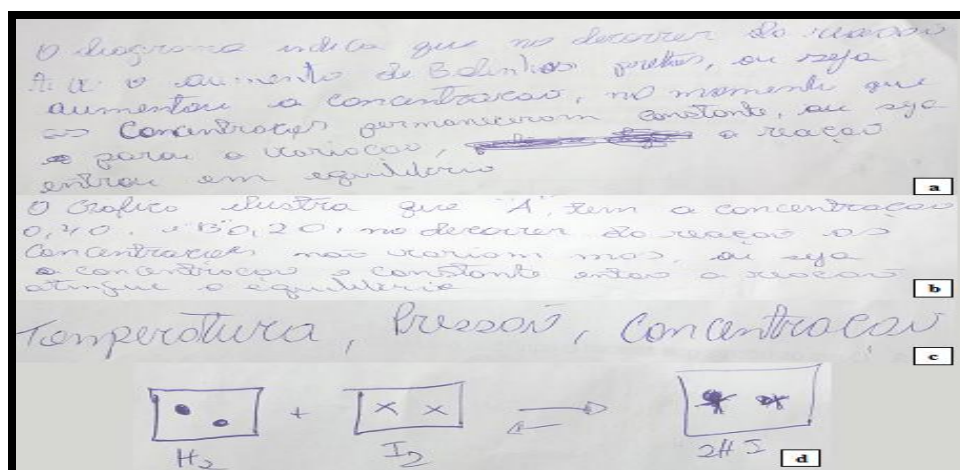 O diagrama indica que no decorrer da reação
o aumento de Bolinhas pretas, ou seja
aumentou a concentração, no momento que
as Concentrações permaneceram constante, ou seja
parou a variação, a reação
entrou em equilíbrio
a
O Grafico ilustra que "A", tem a concentração
0,40. e "B" 0,20, no decorrer da reação as
Concentrações não variam mas, ou seja
a concentração e constante então a reação
atingiu o equilíbrio
b
Temperatura, Pressão, Concentração
c
+
H2 I2 2H I
d